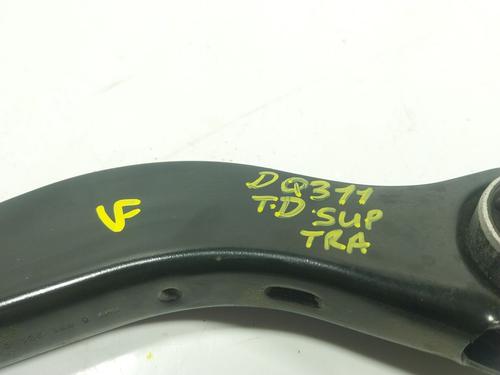 VF
DQ311
T.D.SUP
TRA